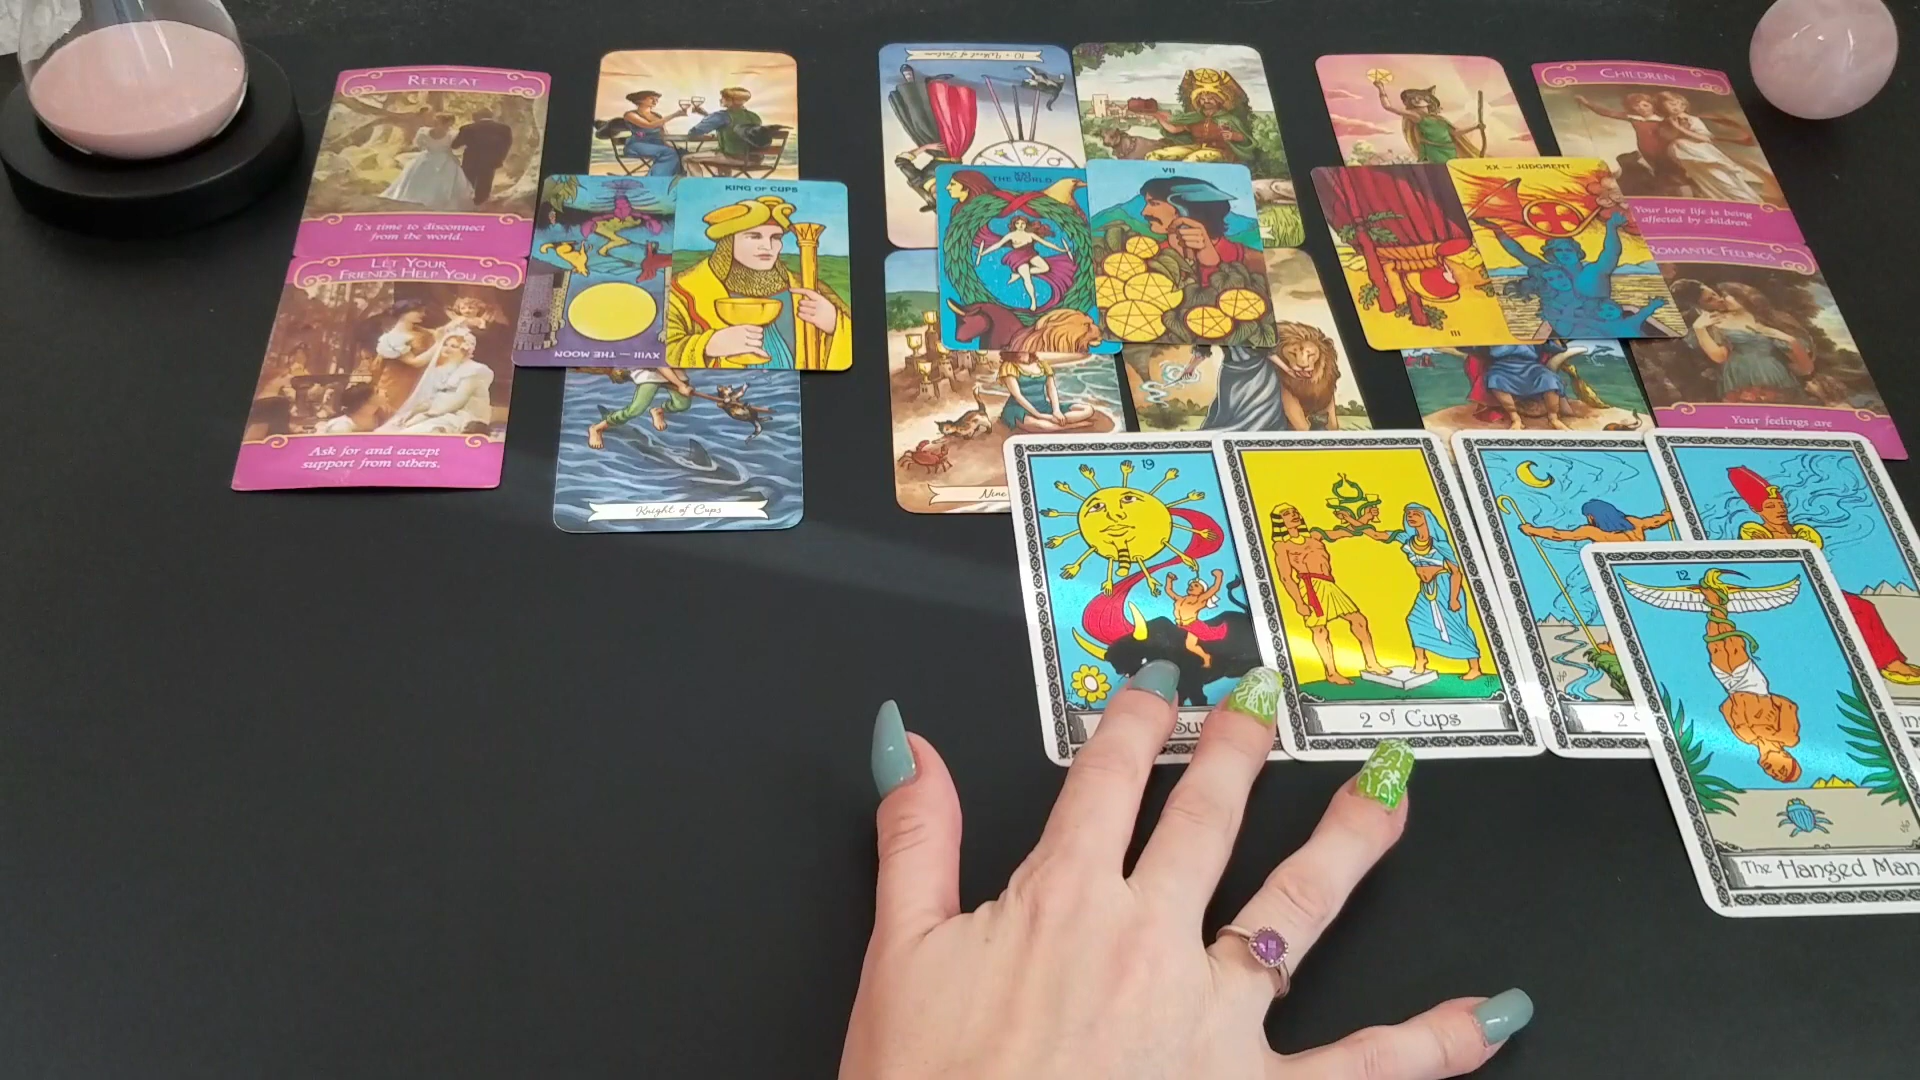 RETREAT
It's time to disconnect
from the world.
LET YOUR
FRIENDS HELP YOU
Ask for and accept
support from others.
XVIII — THE MOON
KING OF CUPS
Knight of Cups
10 • Wheel of Fortune
XXI
THE WORLD
VII
Nine
III
XX — JUDGMENT
CHILDREN
Your love life is being
affected by children.
ROMANTIC FEELINGS
Your feelings are
19
2 of Cups
2
12
The Hanged Man